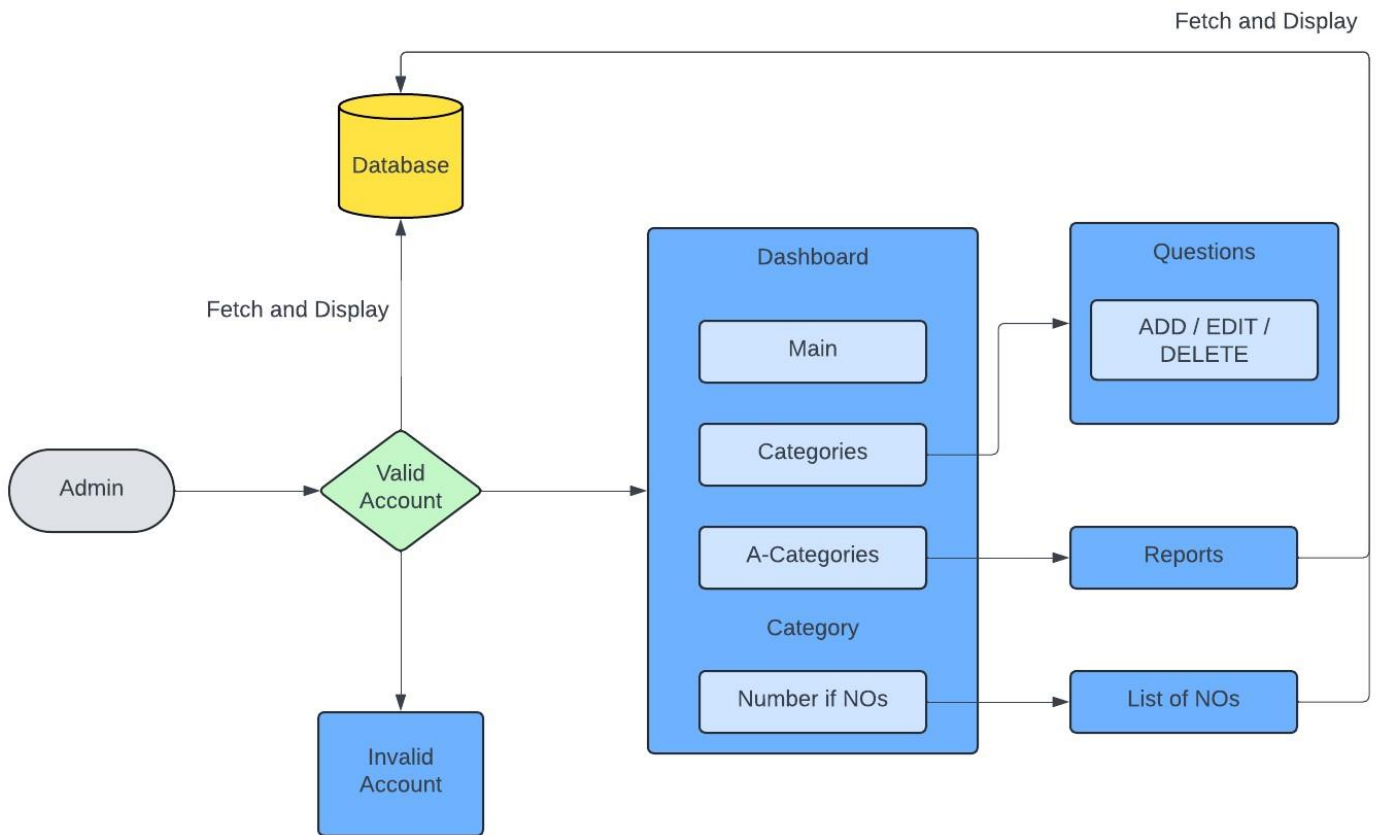 Fetch and Display
Database
Fetch and Display
Admin
Valid
Account
Invalid
Account
Dashboard
Main
Categories
A-Categories
Category
Number if NOs
Questions
ADD / EDIT /
DELETE
Reports
List of NOs